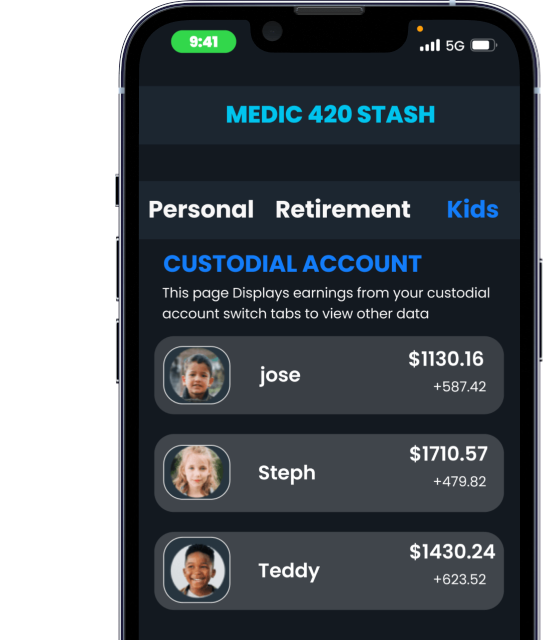 9:41
5G
MEDIC 420 STASH
Personal Retirement Kids
CUSTODIAL ACCOUNT
This page Displays earnings from your custodial
account switch tabs to view other data
jose
$1130.16
+587.42
Steph
$1710.57
+479.82
Teddy
$1430.24
+623.52